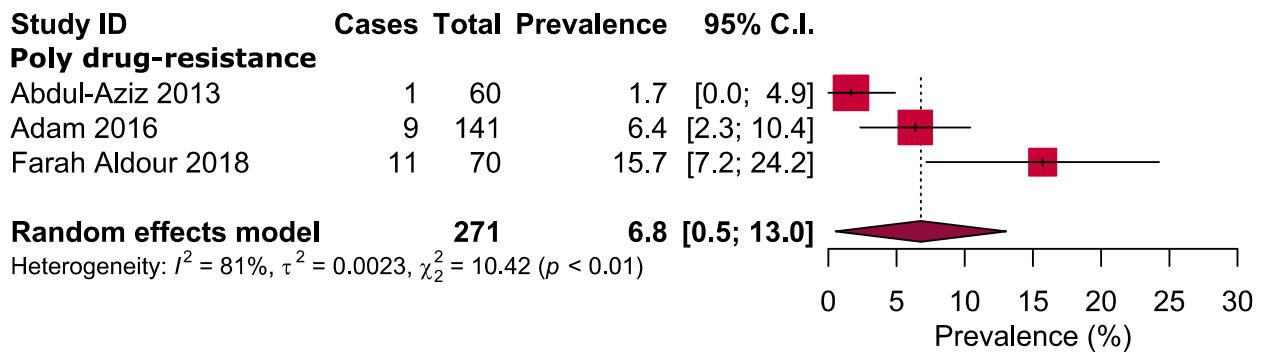 Study ID Cases Total Prevalence 95% C.I.
Poly drug-resistance
Abdul-Aziz 2013 1 60 1.7 [0.0; 4.9]
Adam 2016 9 141 6.4 [2.3; 10.4]
Farah Aldour 2018 11 70 15.7 [7.2; 24.2]
Random effects model 271 6.8 [0.5; 13.0]
Heterogeneity: I² = 81%, τ² = 0.0023, χ²₂ = 10.42 (p < 0.01)
0 5 10 15 20 25 30
Prevalence (%)